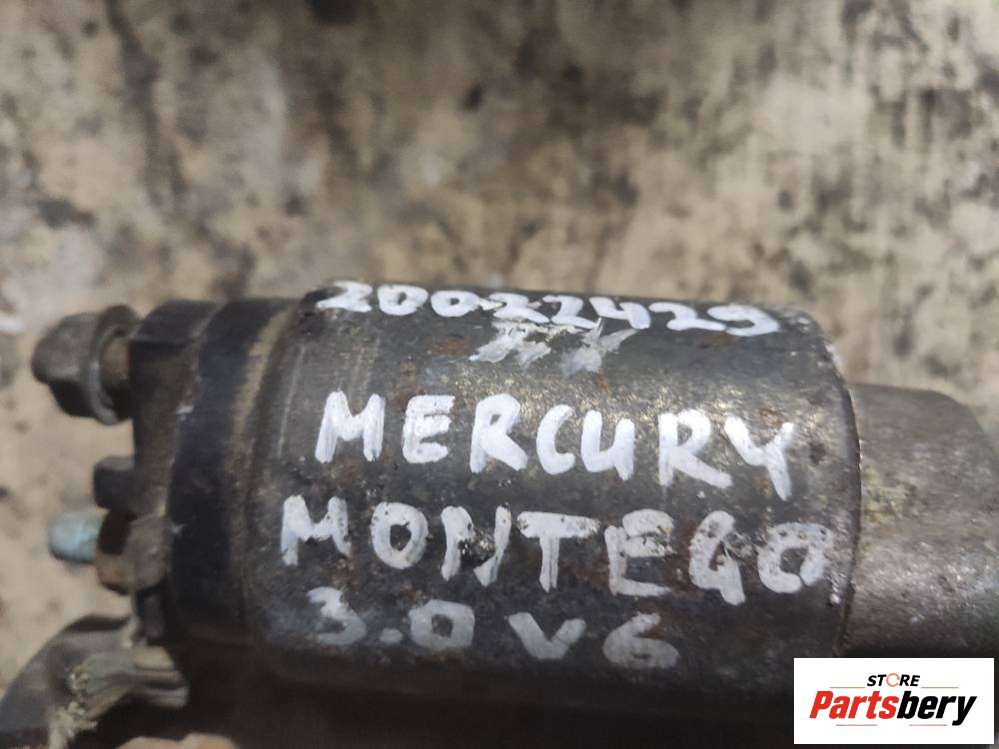 20022429
MERCURY
MONTEGO
3.0 V6
STORE
Partsbery